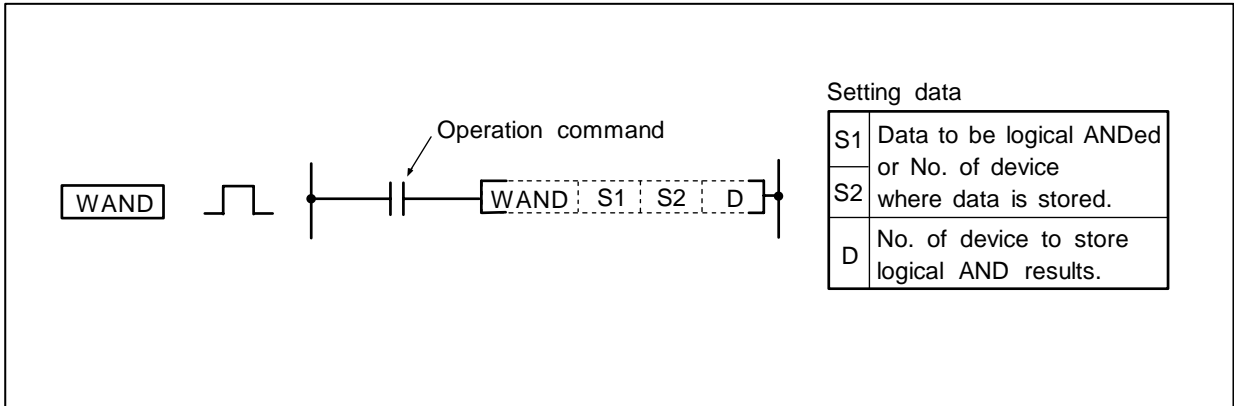 Setting data
Operation command
WAND
WAND S1 S2 D
S1
S2
Data to be logical ANDed
or No. of device
where data is stored.
D
No. of device to store
logical AND results.